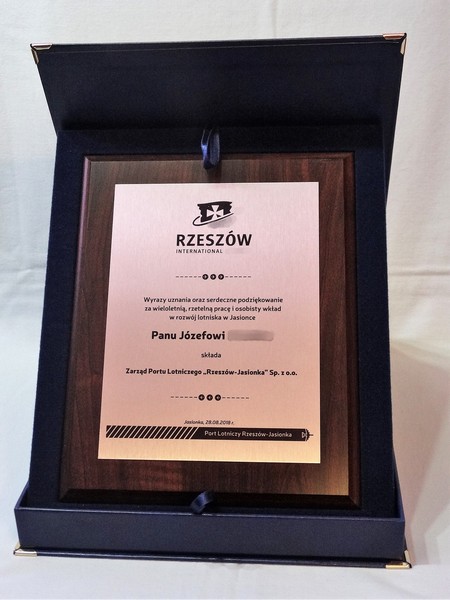 RZESZÓW
INTERNATIONAL
Wyrazy uznania oraz serdeczne podziękowanie
za wieloletnią, rzetelną pracę i osobisty wkład
w rozwój lotniska w Jasionce
Panu Józefowi
składa
Zarząd Portu Lotniczego „Rzeszów-Jasionka” Sp. z o.o.
Jasionka, 28.08.2018 r.
Port Lotniczy Rzeszów-Jasionka